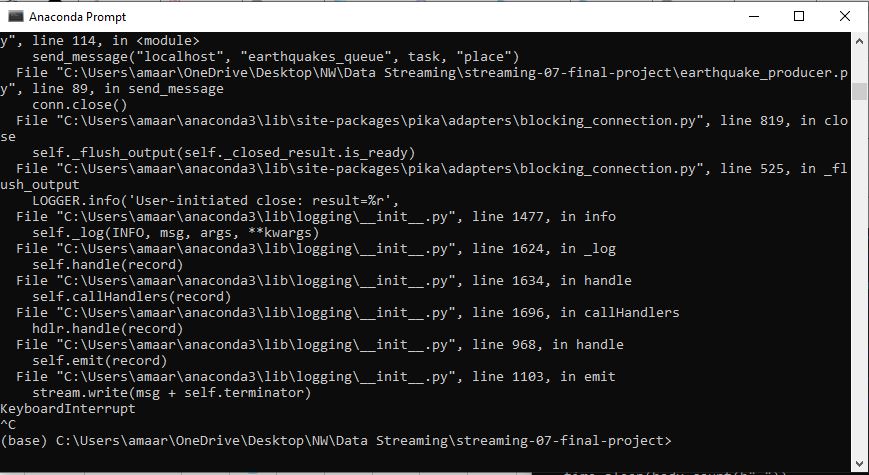 Anaconda Prompt
y", line 114, in <module>
    send_message("localhost", "earthquakes_queue", task, "place")
  File "C:\Users\amaar\OneDrive\Desktop\NW\Data Streaming\streaming-07-final-project\earthquake_producer.p
y", line 89, in send_message
    conn.close()
  File "C:\Users\amaar\anaconda3\lib\site-packages\pika\adapters\blocking_connection.py", line 819, in clo
se
    self._flush_output(self._closed_result.is_ready)
  File "C:\Users\amaar\anaconda3\lib\site-packages\pika\adapters\blocking_connection.py", line 525, in _fl
ush_output
    LOGGER.info('User-initiated close: result=%r',
  File "C:\Users\amaar\anaconda3\lib\logging\__init__.py", line 1477, in info
    self._log(INFO, msg, args, **kwargs)
  File "C:\Users\amaar\anaconda3\lib\logging\__init__.py", line 1624, in _log
    self.handle(record)
  File "C:\Users\amaar\anaconda3\lib\logging\__init__.py", line 1634, in handle
    self.callHandlers(record)
  File "C:\Users\amaar\anaconda3\lib\logging\__init__.py", line 1696, in callHandlers
    hdlr.handle(record)
  File "C:\Users\amaar\anaconda3\lib\logging\__init__.py", line 968, in handle
    self.emit(record)
  File "C:\Users\amaar\anaconda3\lib\logging\__init__.py", line 1103, in emit
    stream.write(msg + self.terminator)
KeyboardInterrupt
^C
(base) C:\Users\amaar\OneDrive\Desktop\NW\Data Streaming\streaming-07-final-project>